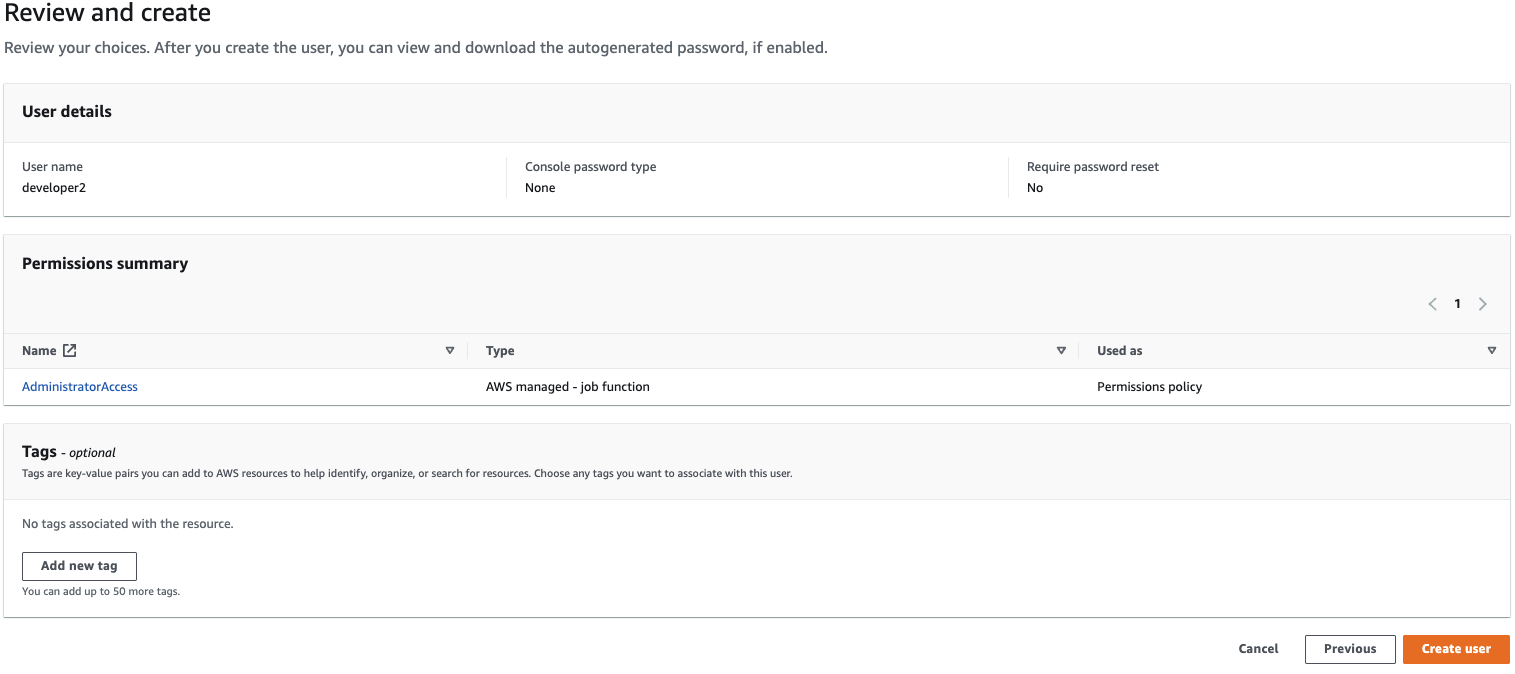 Review and create
Review your choices. After you create the user, you can view and download the autogenerated password, if enabled.
User details
User name
developer2
Console password type
None
Require password reset
No
Permissions summary
1
Name
Type
Used as
AdministratorAccess
AWS managed - job function
Permissions policy
Tags - optional
Tags are key-value pairs you can add to AWS resources to help identify, organize, or search for resources. Choose any tags you want to associate with this user.
No tags associated with the resource.
Add new tag
You can add up to 50 more tags.
Cancel
Previous
Create user